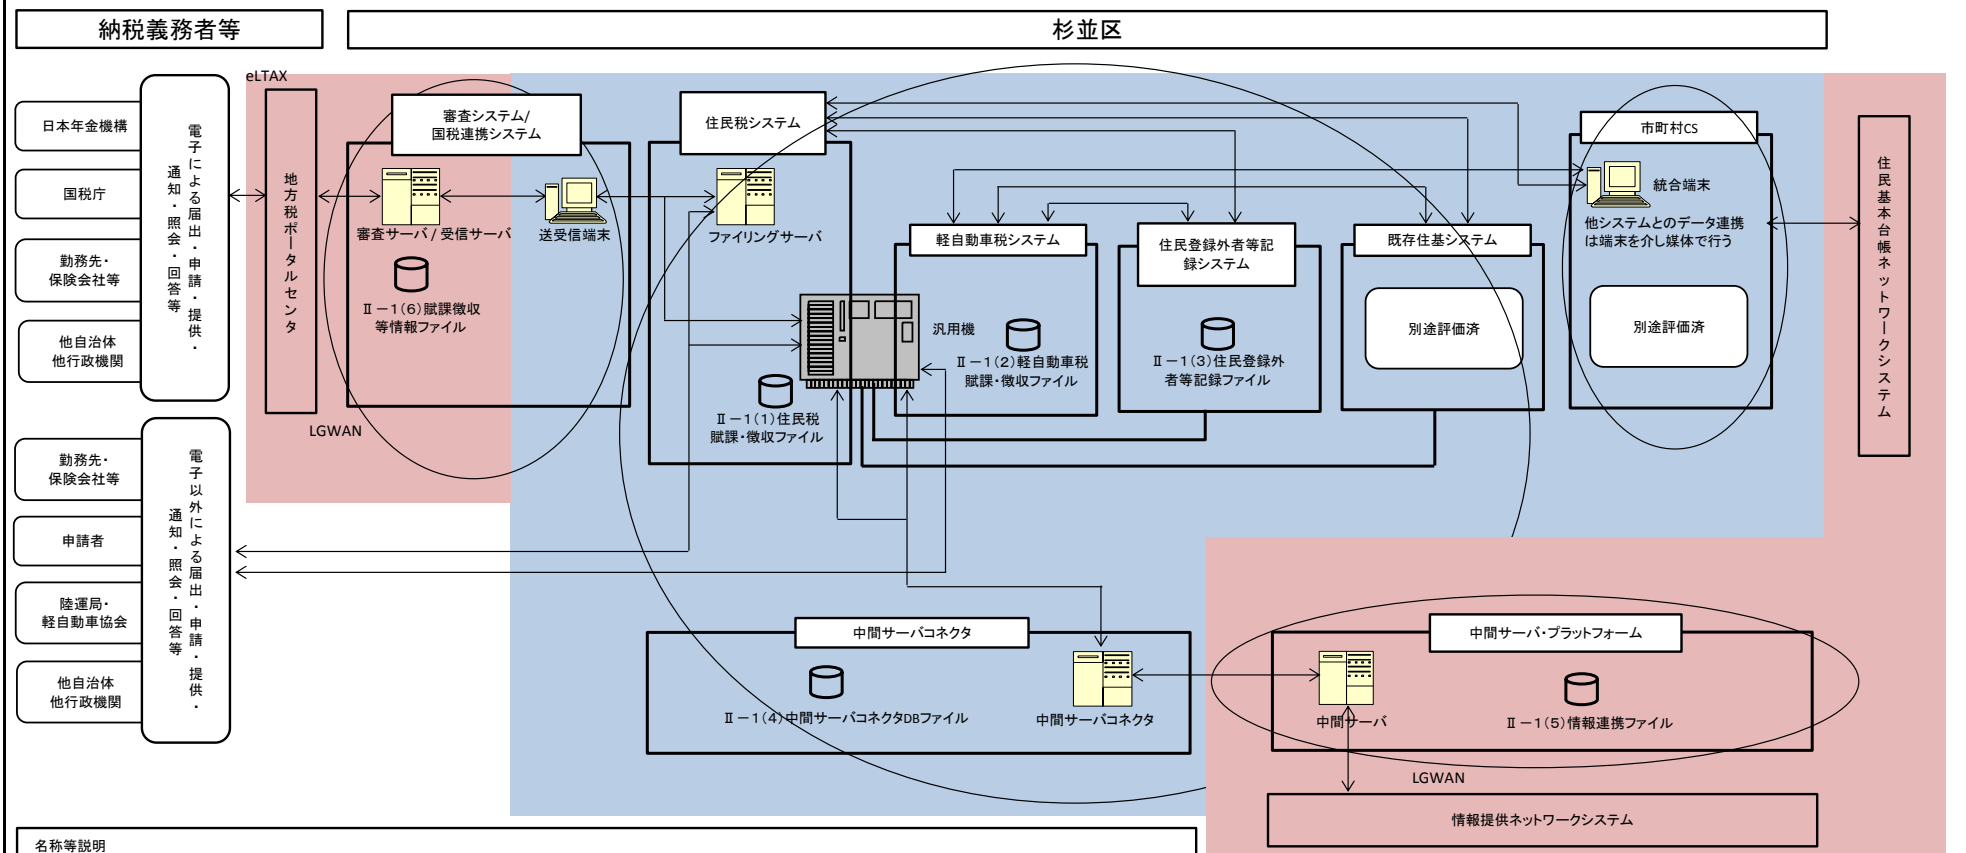 納税義務者等
杉並区
eLTAX
日本年金機構
国税庁
勤務先・
保険会社等
他自治体
他行政機関
電子による届出・申請・提供・
通知・照会・回答等
地方税ポータルセンタ
LGWAN
審査システム/
国税連携システム
審査サーバ/受信サーバ
送受信端末
Ⅱ－1(6)賦課徴収
等情報ファイル
住民税システム
ファイリングサーバ
汎用機
Ⅱ－1(1)住民税
賦課・徴収ファイル
軽自動車税システム
Ⅱ－1(2)軽自動車税
賦課・徴収ファイル
住民登録外者等記
録システム
Ⅱ－1(3)住民登録外
者等記録ファイル
既存住基システム
別途評価済
市町村CS
統合端末
他システムとのデータ連携
は端末を介し媒体で行う
別途評価済
住民基本台帳ネットワークシステム
勤務先・
保険会社等
申請者
陸運局・
軽自動車協会
他自治体
他行政機関
電子以外による届出・申請・提供・
通知・照会・回答等
中間サーバコネクタ
Ⅱ－1(4)中間サーバコネクタDBファイル
中間サーバコネクタ
中間サーバ・プラットフォーム
中間サーバ
Ⅱ－1(5)情報連携ファイル
LGWAN
情報提供ネットワークシステム
名称等説明